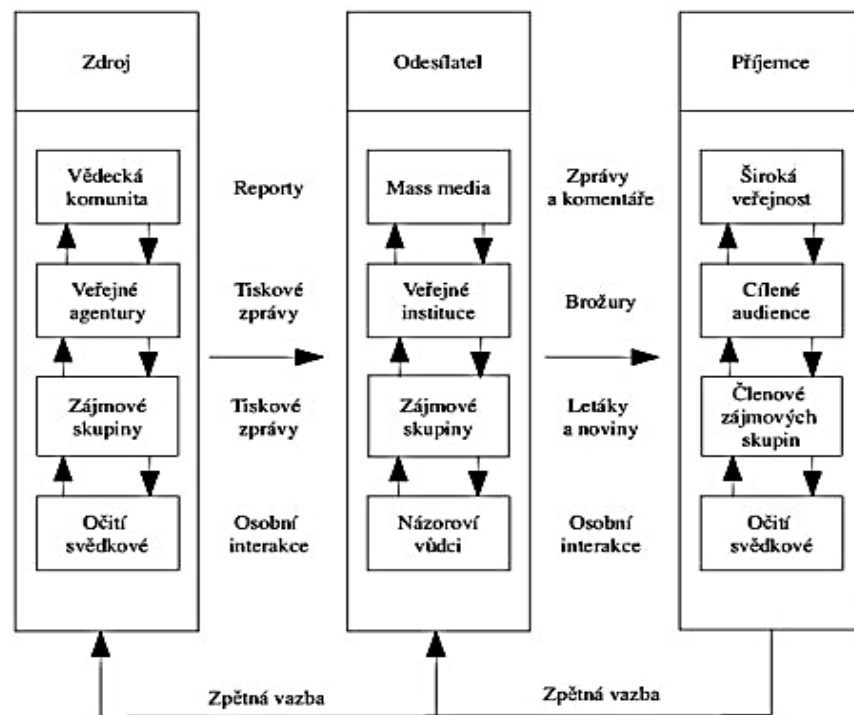 Zdroj
Odesílatel
Příjemce
Vědecká
komunita
Reporty
Mass media
Zprávy
a komentáře
Široká
veřejnost
Veřejné
agentury
Tiskové
zprávy
Veřejné
instituce
Brožury
Cílené
audience
Zájmové
skupiny
Tiskové
zprávy
Zájmové
skupiny
Letáky
a noviny
Členové
zájmových
skupin
Očití
svědkové
Osobní
interakce
Názoroví
vůdci
Osobní
interakce
Očití
svědkové
Zpětná vazba
Zpětná vazba